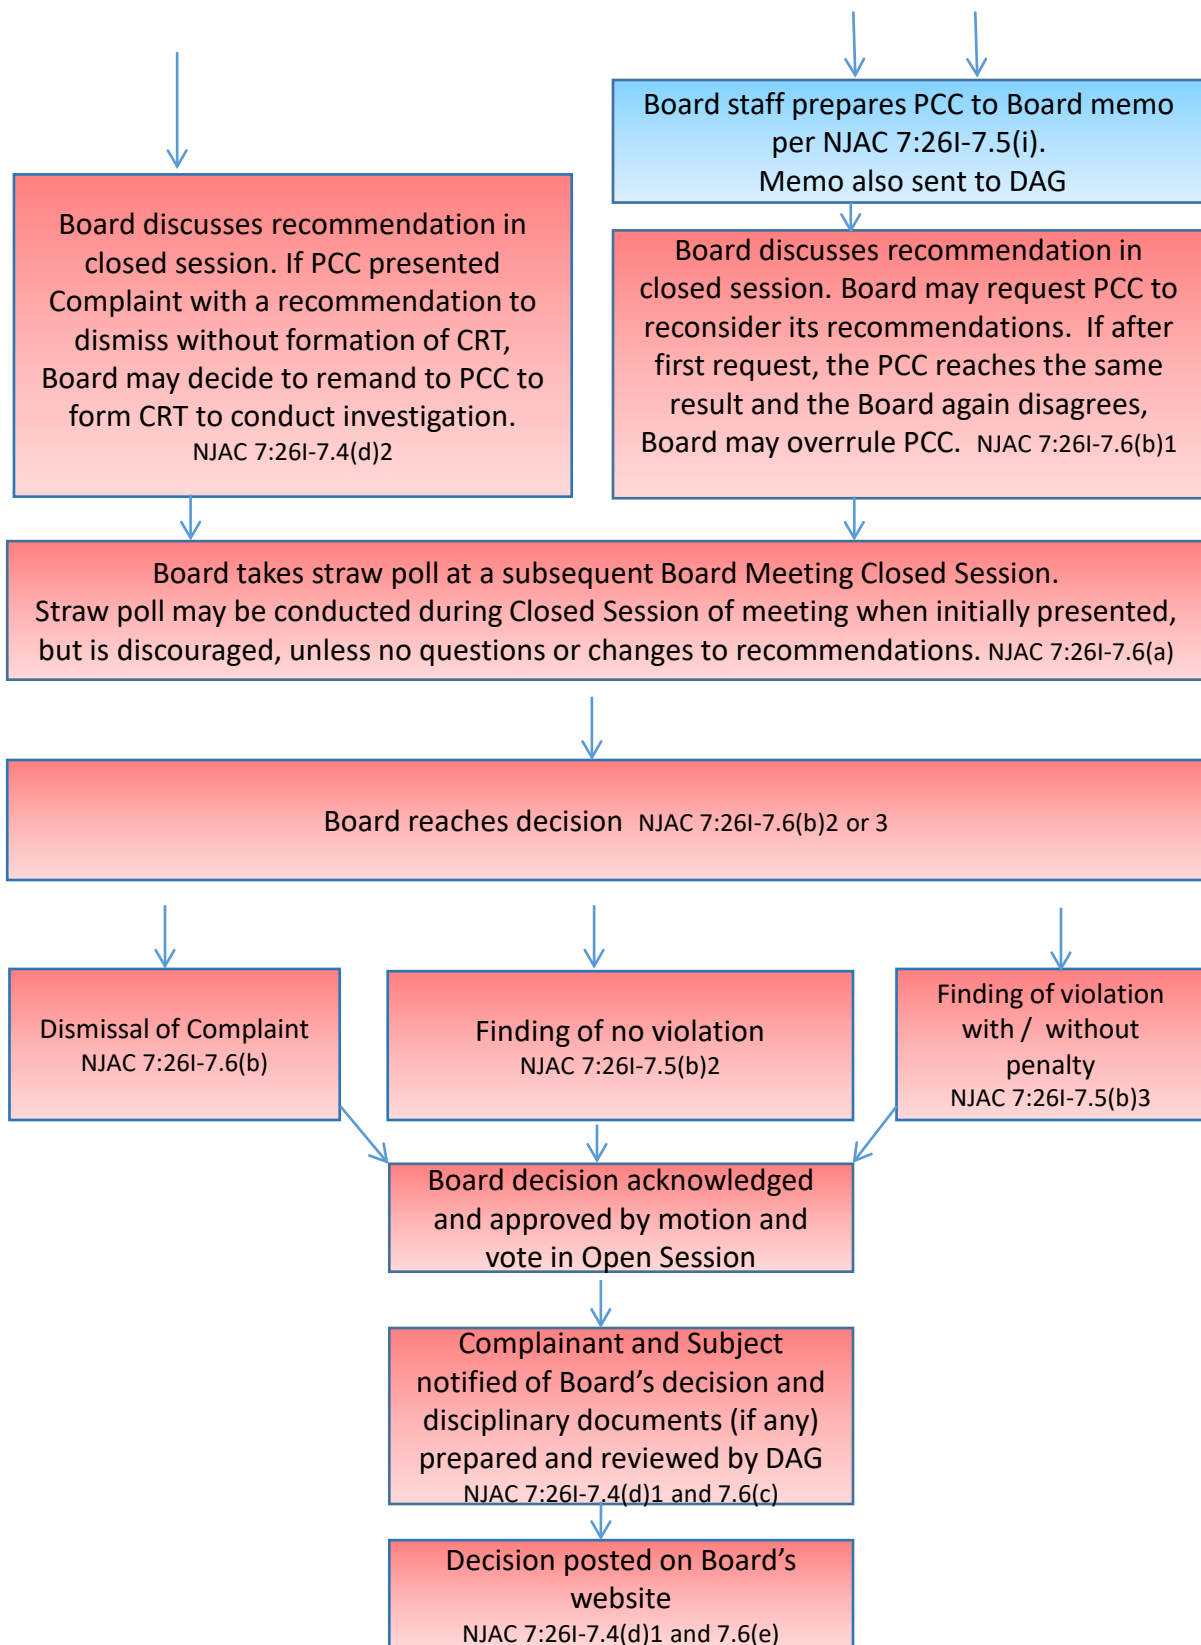 Board staff prepares PCC to Board memo
per NJAC 7:26I-7.5(i).
Memo also sent to DAG
Board discusses recommendation in
closed session. If PCC presented
Complaint with a recommendation to
dismiss without formation of CRT,
Board may decide to remand to PCC to
form CRT to conduct investigation.
NJAC 7:26I-7.4(d)2
Board discusses recommendation in
closed session. Board may request PCC to
reconsider its recommendations. If after
first request, the PCC reaches the same
result and the Board again disagrees,
Board may overrule PCC. NJAC 7:26I-7.6(b)1
Board takes straw poll at a subsequent Board Meeting Closed Session.
Straw poll may be conducted during Closed Session of meeting when initially presented,
but is discouraged, unless no questions or changes to recommendations. NJAC 7:26I-7.6(a)
Board reaches decision NJAC 7:26I-7.6(b)2 or 3
Dismissal of Complaint
NJAC 7:26I-7.6(b)
Finding of no violation
NJAC 7:26I-7.5(b)2
Finding of violation
with / without
penalty
NJAC 7:26I-7.5(b)3
Board decision acknowledged
and approved by motion and
vote in Open Session
Complainant and Subject
notified of Board’s decision and
disciplinary documents (if any)
prepared and reviewed by DAG
NJAC 7:26I-7.4(d)1 and 7.6(c)
Decision posted on Board’s
website
NJAC 7:26I-7.4(d)1 and 7.6(e)